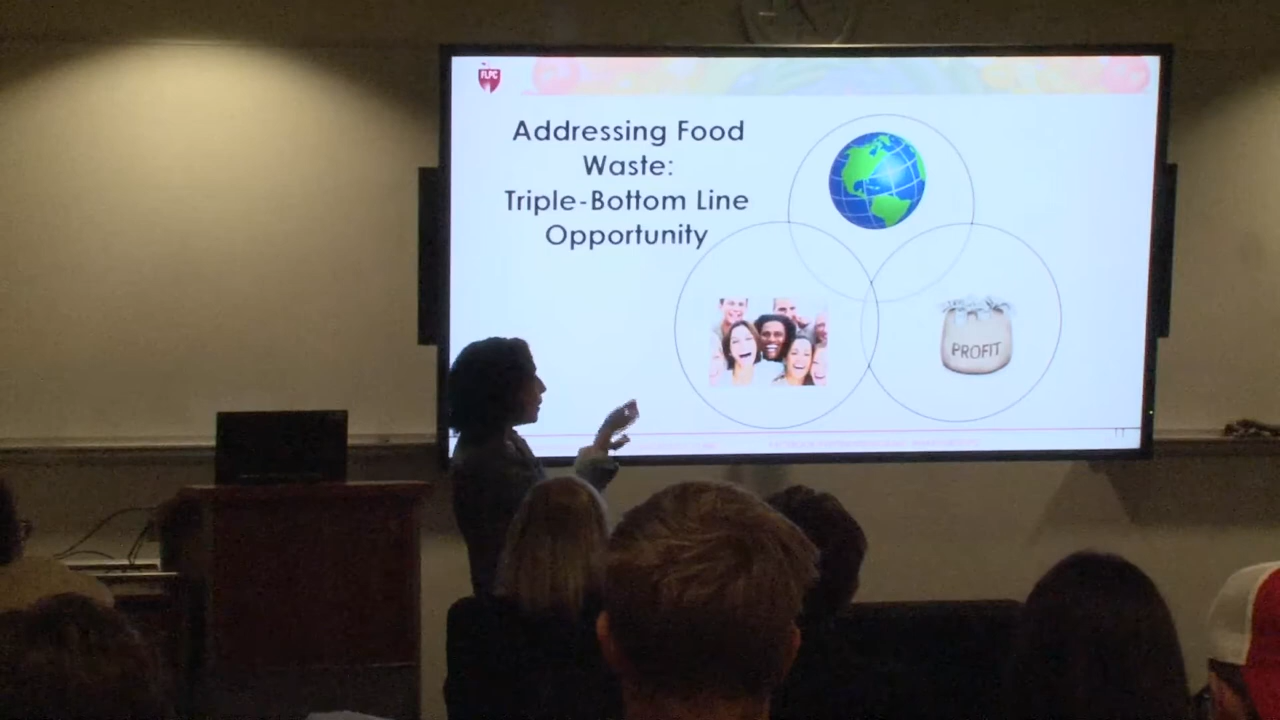 FLPC
Addressing Food
Waste:
Triple-Bottom Line
Opportunity
PROFIT